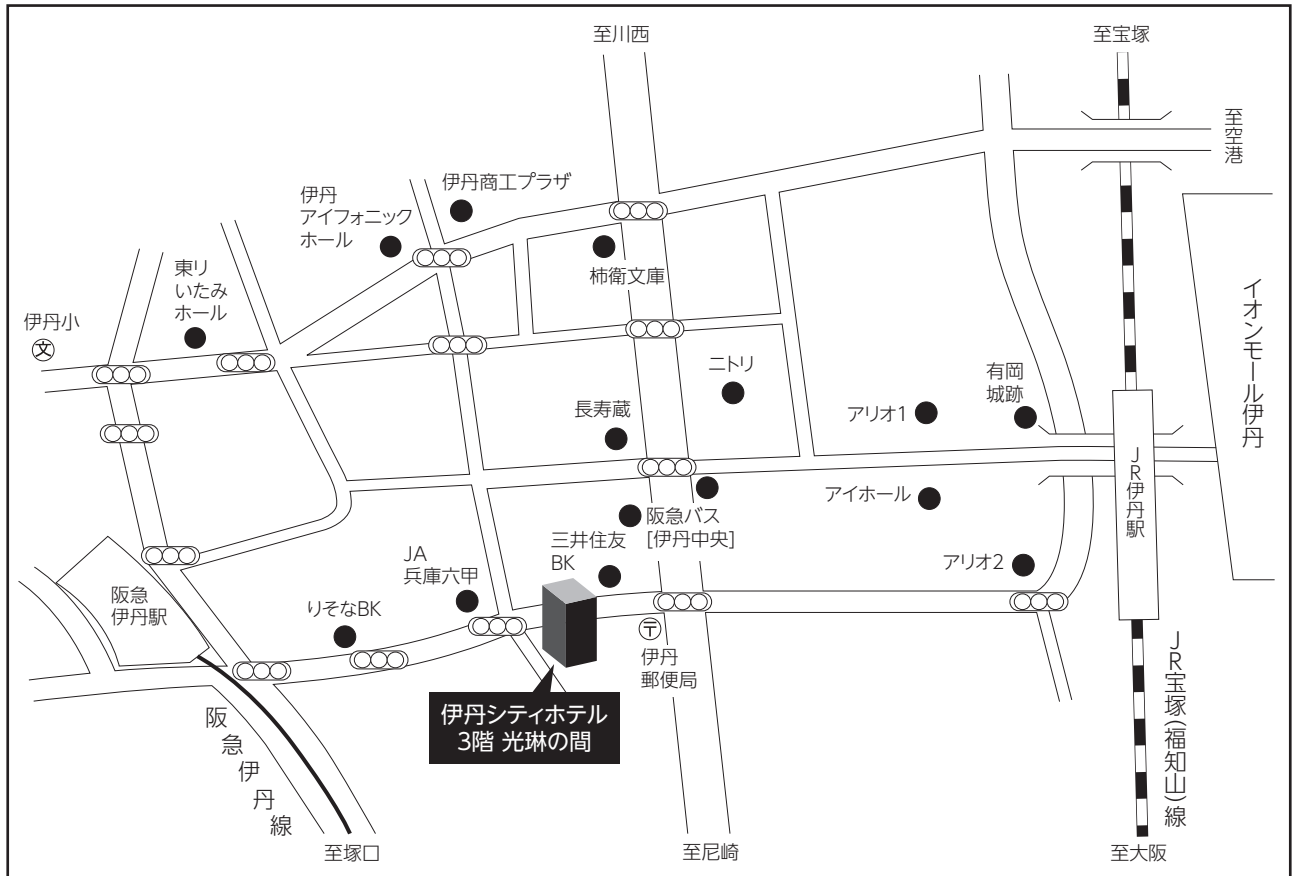 至川西
至宝塚
至空港
伊丹商工プラザ
伊丹
アイフォニック
ホール
柿衛文庫
東リ
いたみ
ホール
伊丹小
文
ニトリ
有岡
城跡
イオンモール伊丹
長寿蔵
アリオ1
JR伊丹駅
アイホール
阪急バス
[伊丹中央]
三井住友
BK
JA
兵庫六甲
アリオ2
阪急
伊丹駅
りそなBK
〒
伊丹
郵便局
伊丹シティホテル
3階 光琳の間
阪急伊丹線
JR宝塚(福知山)線
至塚口
至尼崎
至大阪